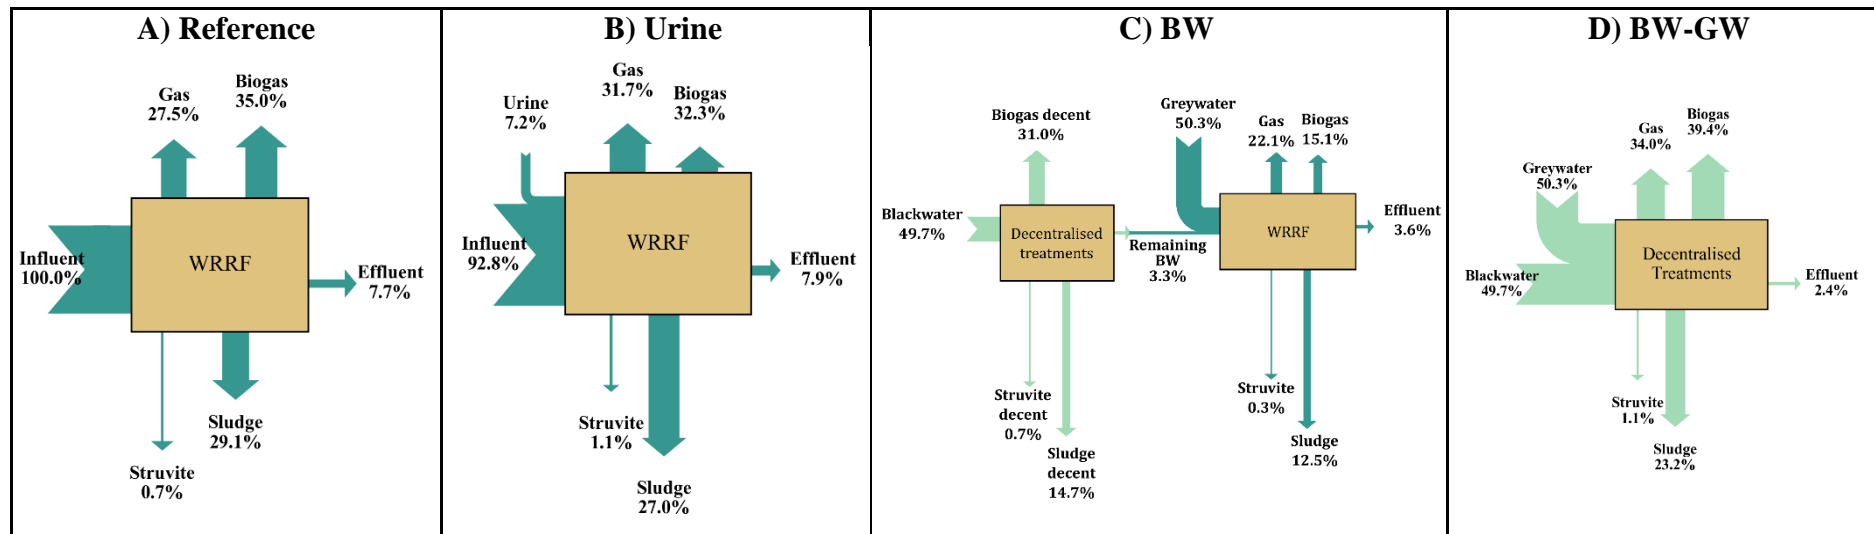 A) Reference
Gas
27.5%
Biogas
35.0%
Influent
100.0%
WRRF
Effluent
7.7%
Sludge
29.1%
Struvite
0.7%
B) Urine
Urine
7.2%
Gas
31.7%
Biogas
32.3%
Influent
92.8%
WRRF
Effluent
7.9%
Struvite
1.1%
Sludge
27.0%
C) BW
Biogas decent
31.0%
Greywater
50.3%
Gas
22.1%
Biogas
15.1%
Blackwater
49.7%
Decentralised
treatments
Remaining
BW
3.3%
WRRF
Effluent
3.6%
Struvite
decent
0.7%
Sludge
decent
14.7%
Struvite
0.3%
Sludge
12.5%
D) BW-GW
Greywater
50.3%
Gas
34.0%
Biogas
39.4%
Blackwater
49.7%
Decentralised
Treatments
Effluent
2.4%
Struvite
1.1%
Sludge
23.2%